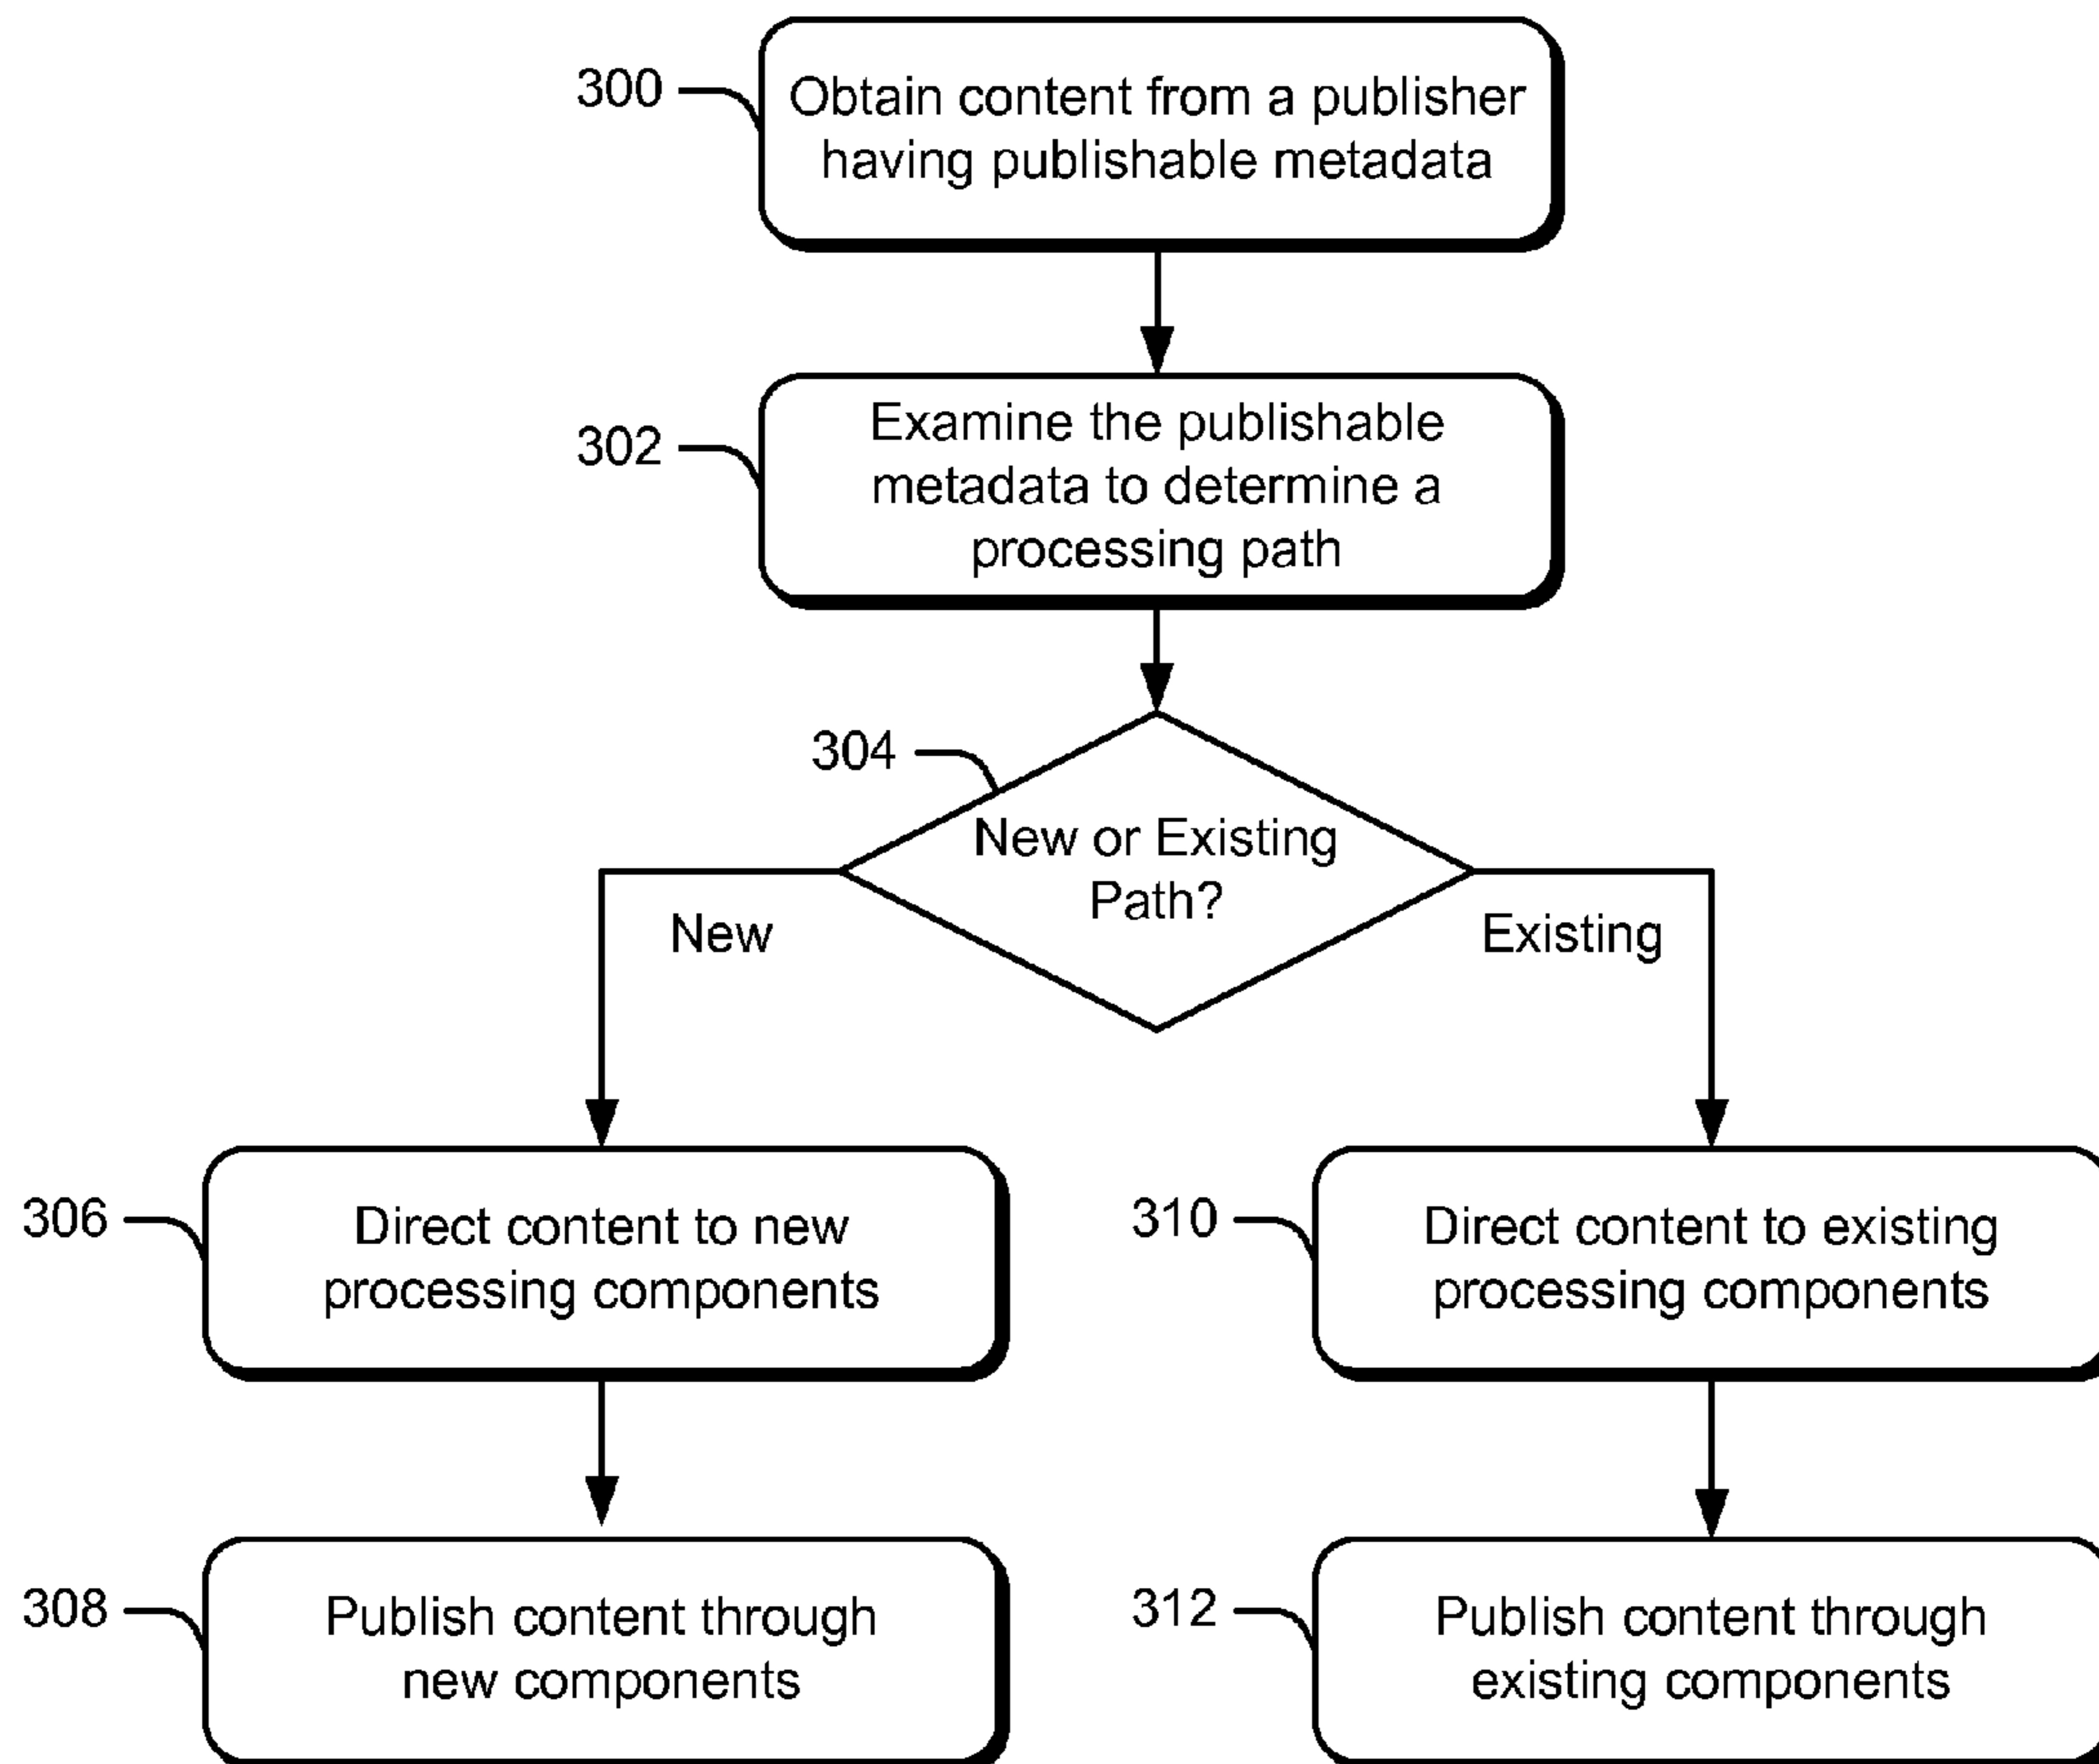 300
Obtain content from a publisher
having publishable metadata
302
Examine the publishable
metadata to determine a
processing path
304
New or Existing
Path?
New
Existing
306
Direct content to new
processing components
310
Direct content to existing
processing components
308
Publish content through
new components
312
Publish content through
existing components